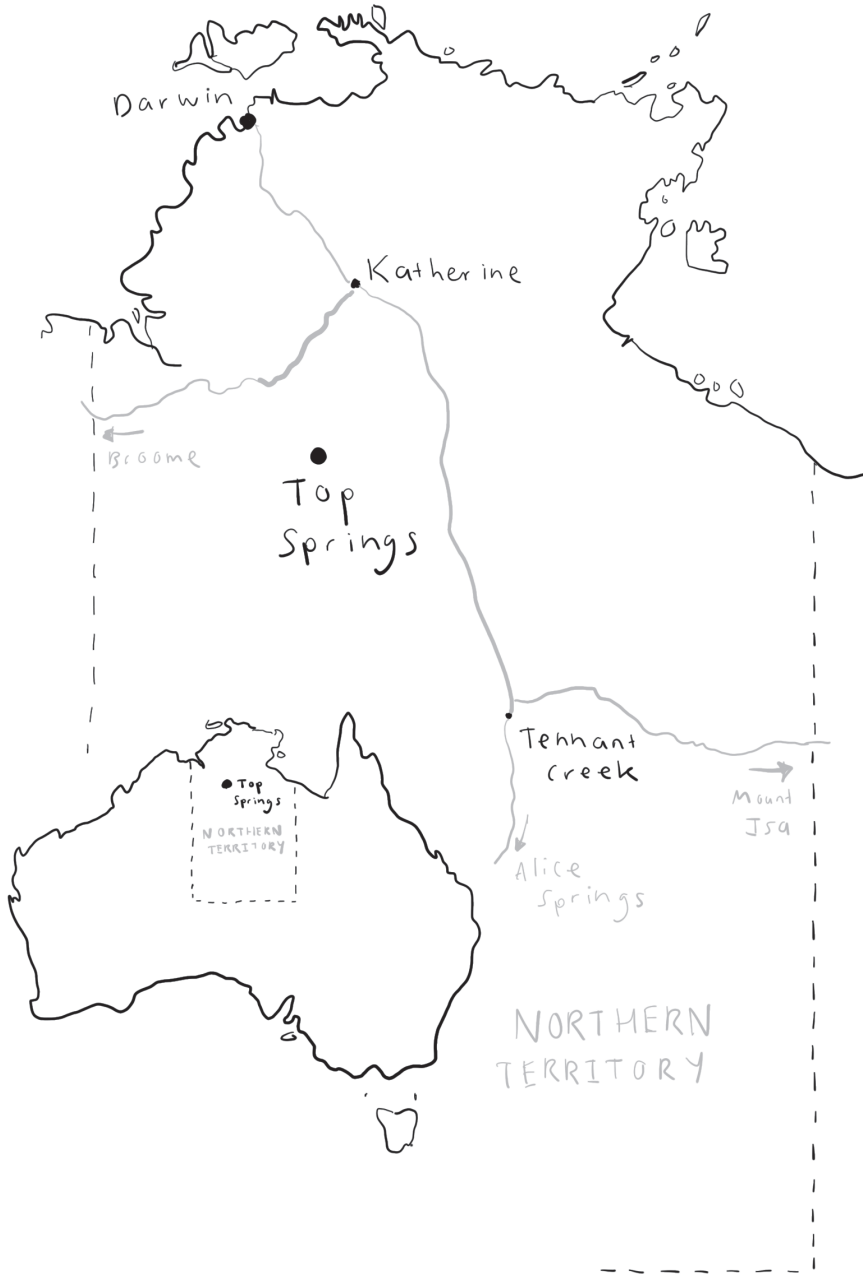 Darwin
Katherine
Broome
Top
Springs
Tennant
Creek
Mount
Isa
Top
Springs
NORTHERN
TERRITORY
Alice
Springs
NORTHERN
TERRITORY